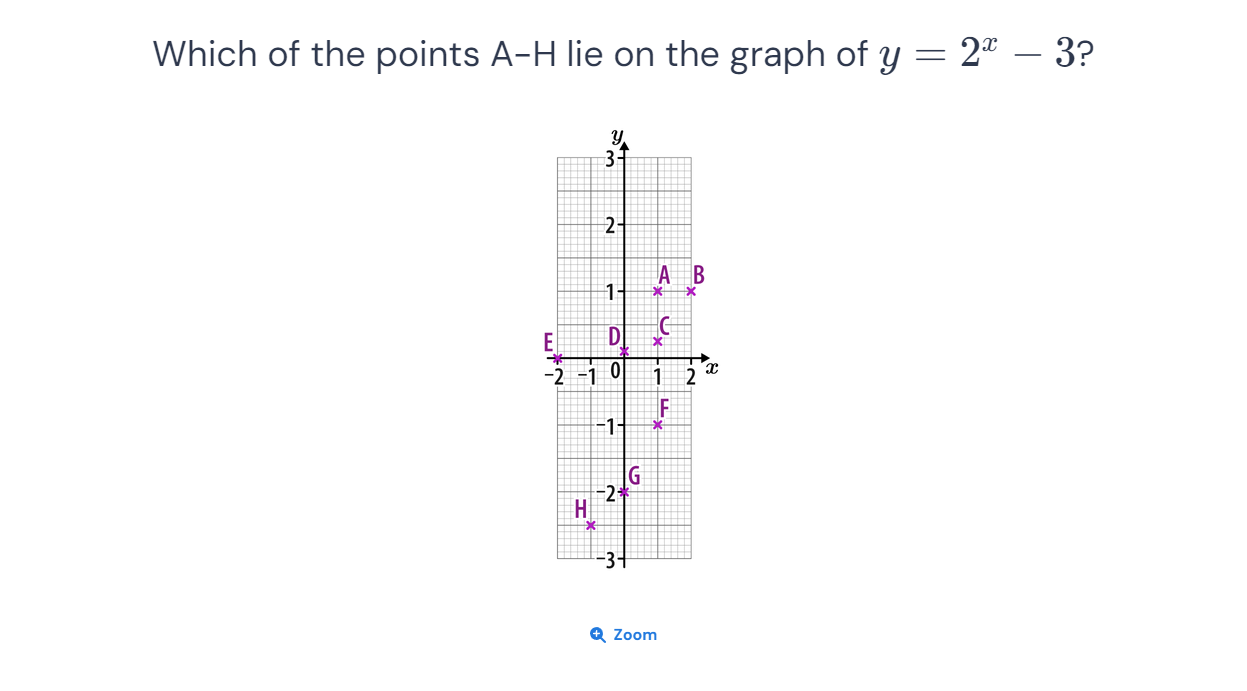 Which of the points A–H lie on the graph of y = 2ˣ − 3?
y
3
2
A B
1
C
D
E
−2 −1 0 1 2 x
F
−1
G
−2
H
−3
Zoom